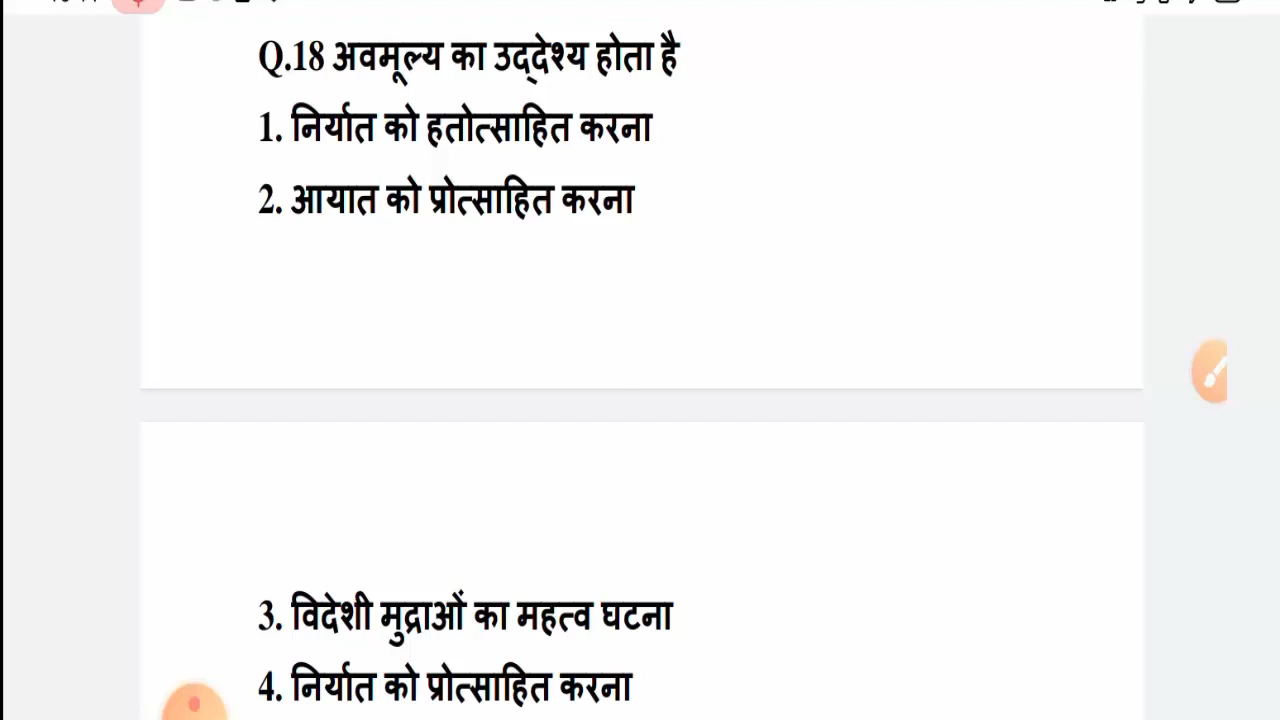 Q.18 अवमूल्य का उद्देश्य होता है
1. निर्यात को हतोत्साहित करना
2. आयात को प्रोत्साहित करना
3. विदेशी मुद्राओं का महत्व घटना
4. निर्यात को प्रोत्साहित करना